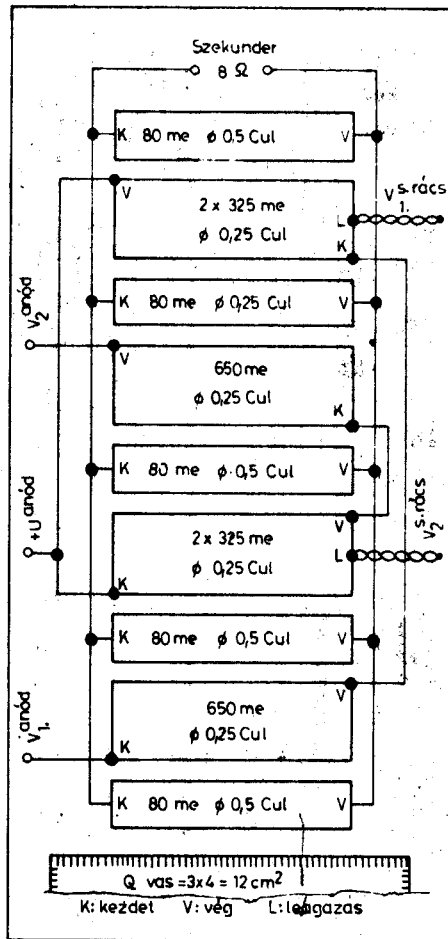 Szekunder
8 Ω
K 80 me ϕ 0,5 CuL V
V
2 x 325 me
L
ϕ 0,25 CuL
K
V1. s.rács
K 80 me ϕ 0,25 CuL V
V2 anód
V
650 me
ϕ 0,25 CuL
K
K 80 me ϕ 0,5 CuL V
V
2 x 325 me
L
ϕ 0,25 CuL
K
+U anód
V2 s.rács
K 80 me ϕ 0,5 CuL V
V
650 me
ϕ 0,25 CuL
K
V1. anód
K 80 me ϕ 0,5 CuL V
Q vas = 3x4 = 12 cm²
K: kezdet V: vég L: leágazás